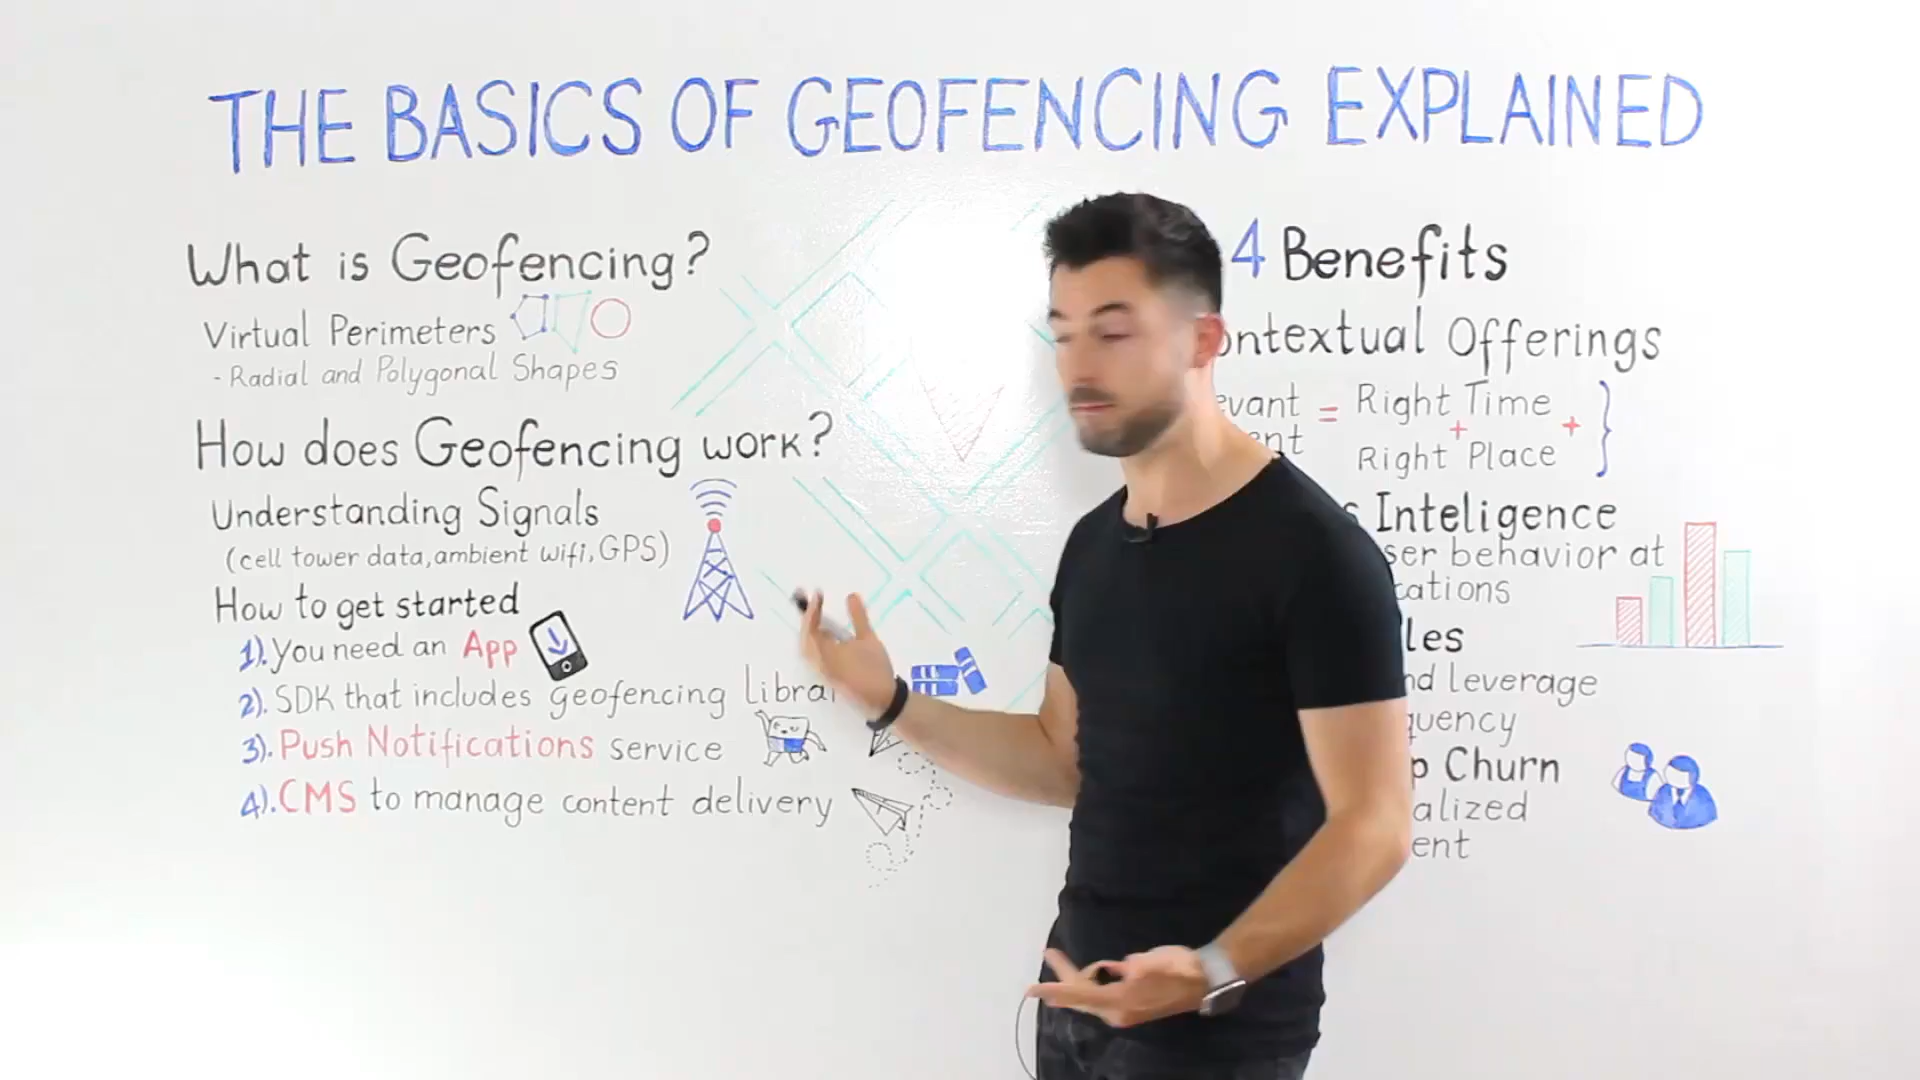 THE BASICS OF GEOFENCING EXPLAINED
What is Geofencing?
Virtual Perimeters
- Radial and Polygonal Shapes
How does Geofencing work?
Understanding Signals
(cell tower data, ambient wifi, GPS)
How to get started
1). You need an App
2). SDK that includes geofencing
3). Push Notifications service
4). CMS to manage content delivery
4 Benefits
Offerings
= Right Time
+ +
Right Place }
Inteligence
behavior at
leverage
Churn